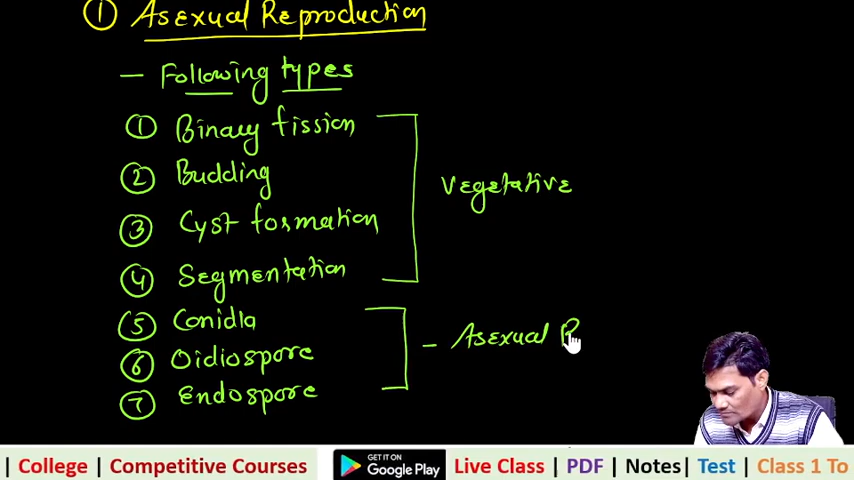 ① Asexual Reproduction
— Following types
① Binary fission
② Budding
③ Cyst formation
④ Segmentation
Vegetative
⑤ Conidia
⑥ Oidiospore
⑦ Endospore
— Asexual R
| College | Competitive Courses GET IT ON Google Play Live Class | PDF | Notes| Test | Class 1 To